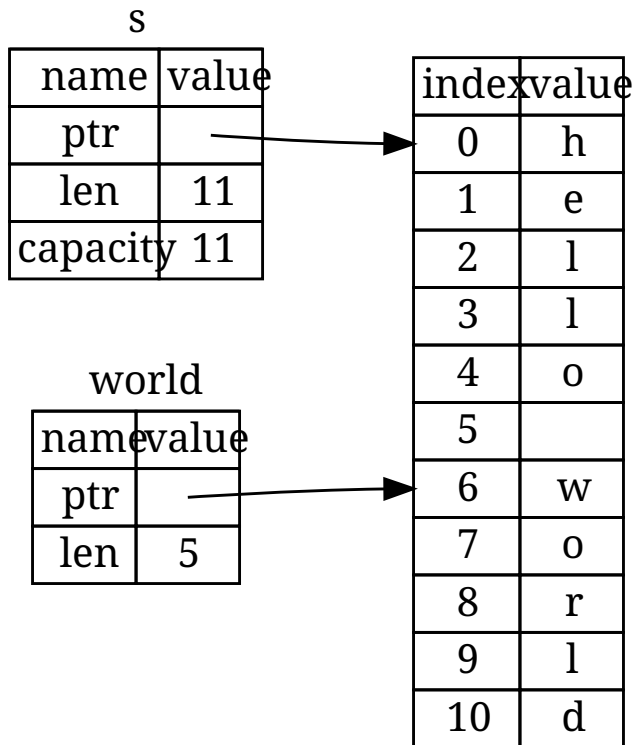 s
name value
ptr
len 11
capacity 11
world
name value
ptr
len 5
index value
0 h
1 e
2 l
3 l
4 o
5
6 w
7 o
8 r
9 l
10 d